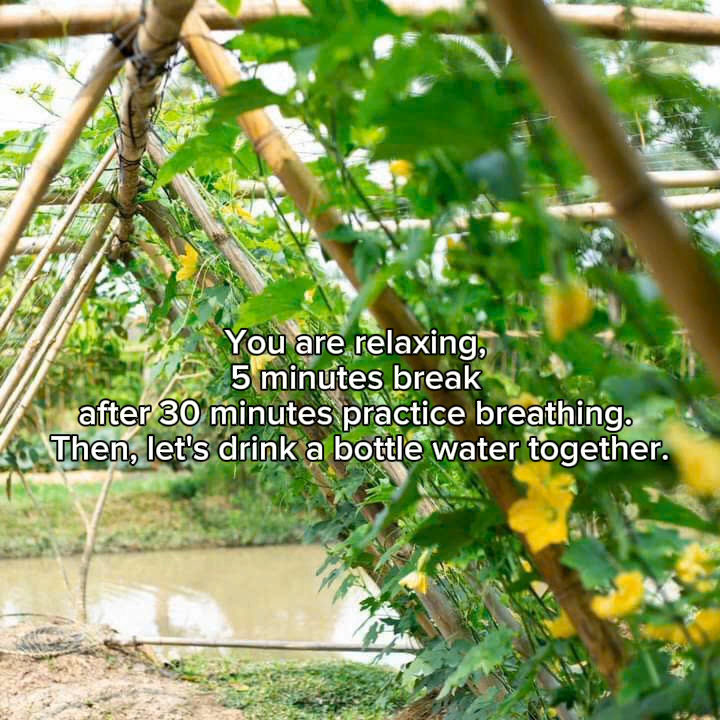 You are relaxing,
5 minutes break
after 30 minutes practice breathing.
Then, let's drink a bottle water together.